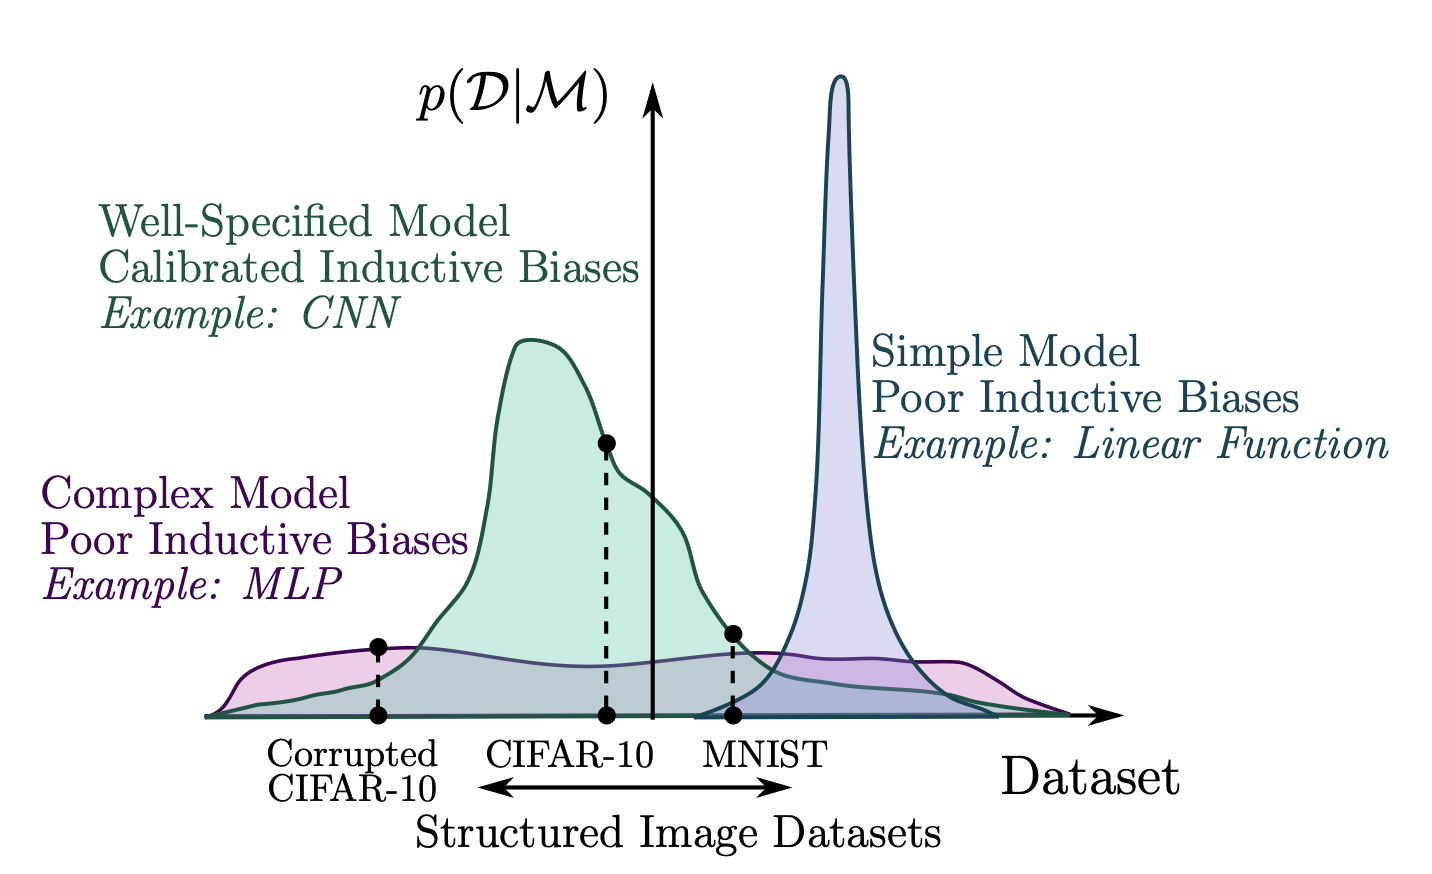 p(𝒟|ℳ)
Well-Specified Model
Calibrated Inductive Biases
Example: CNN
Simple Model
Poor Inductive Biases
Example: Linear Function
Complex Model
Poor Inductive Biases
Example: MLP
Corrupted
CIFAR-10
CIFAR-10
MNIST
Dataset
Structured Image Datasets